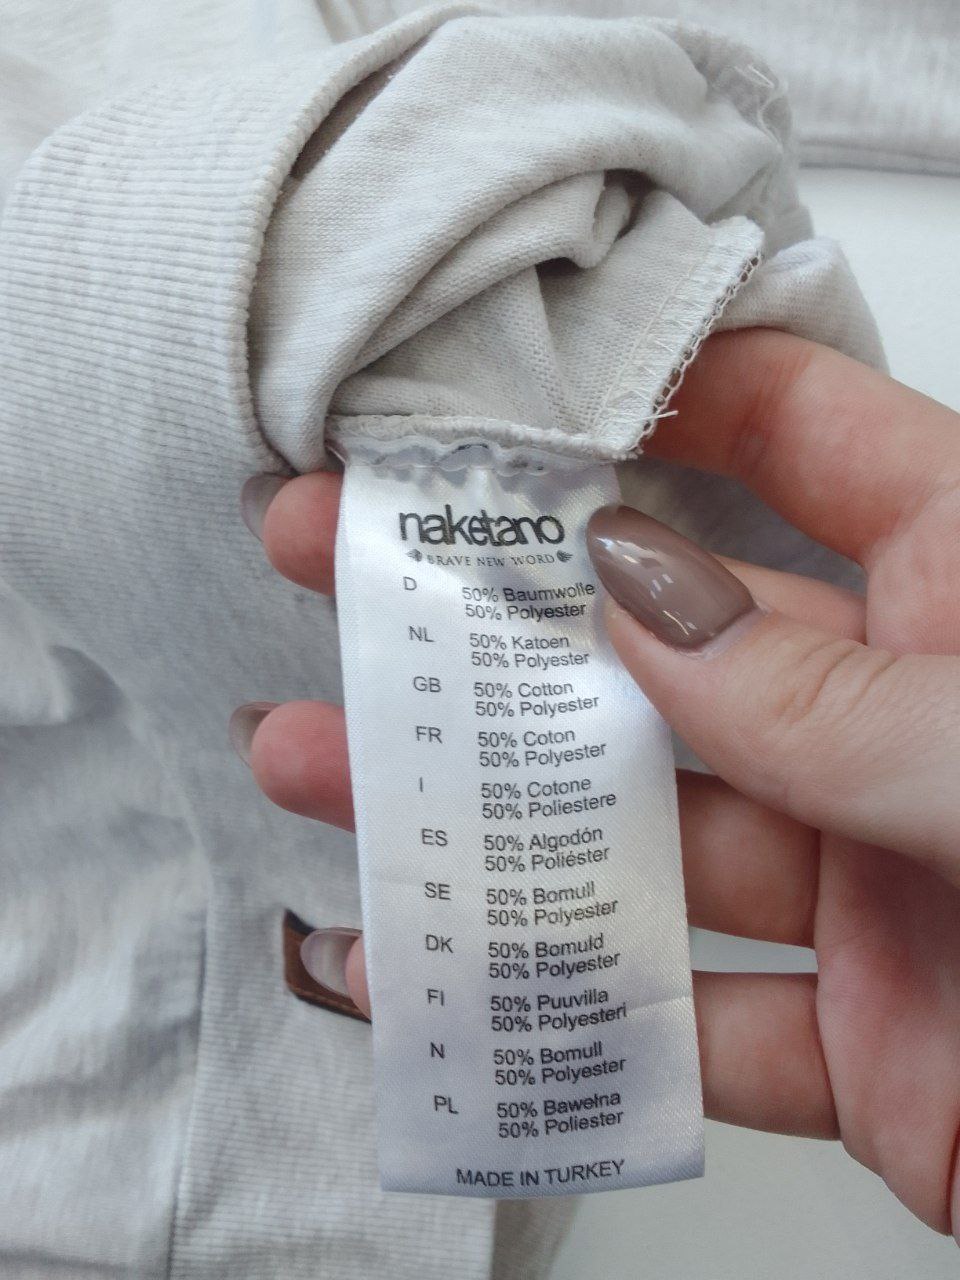 naketano
BRAVE NEW WORD
D 50% Baumwolle
50% Polyester
NL 50% Katoen
50% Polyester
GB 50% Cotton
50% Polyester
FR 50% Coton
50% Polyester
I 50% Cotone
50% Poliestere
ES 50% Algodón
50% Poliéster
SE 50% Bomull
50% Polyester
DK 50% Bomuld
50% Polyester
FI 50% Puuvilla
50% Polyesteri
N 50% Bomull
50% Polyester
PL 50% Bawełna
50% Poliester
MADE IN TURKEY